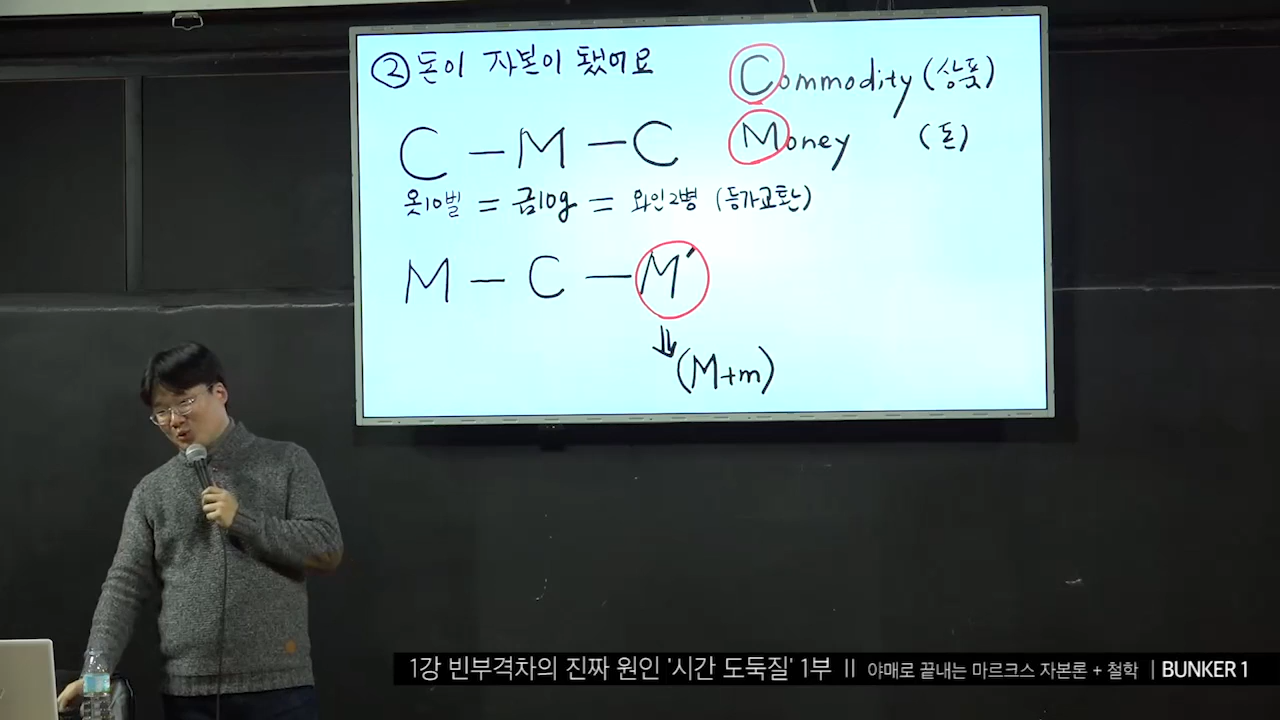 ② 돈이 자본이 됐어요
Commodity (상품)
C – M – C
Money (돈)
옷10벌 = 금10g = 와인2병 (등가교환)
M – C – M′
⇓ (M+m)
1강 빈부격차의 진짜 원인 '시간 도둑질' 1부 II 야매로 끝내는 마르크스 자본론 + 철학 | BUNKER 1